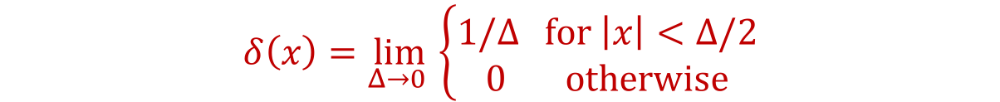 δ(x) = lim Δ→0 { 1/Δ for |x| < Δ/2
0 otherwise